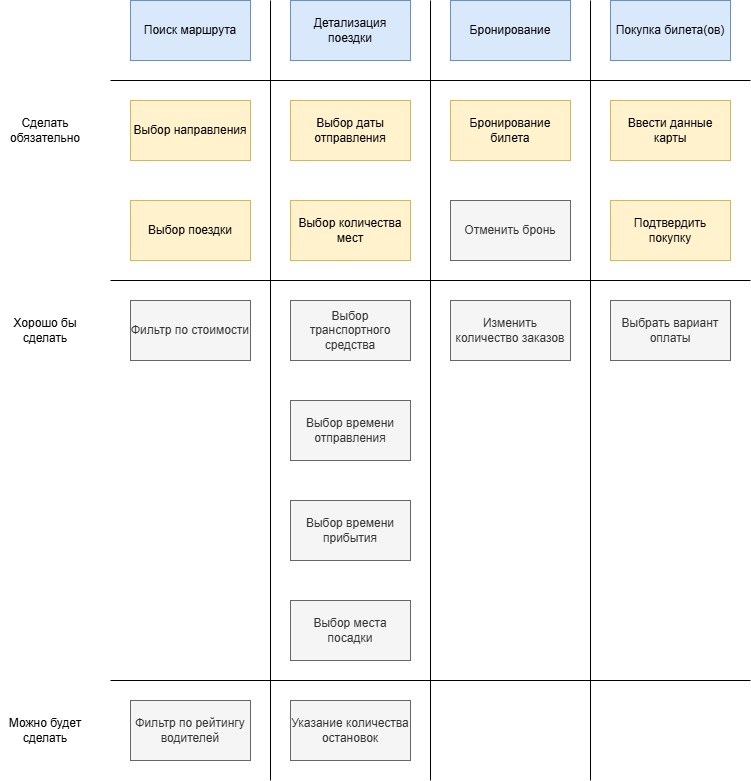 Поиск маршрута
Детализация
поездки
Бронирование
Покупка билета(ов)
Сделать
обязательно
Выбор направления
Выбор даты
отправления
Бронирование
билета
Ввести данные
карты
Выбор поездки
Выбор количества
мест
Отменить бронь
Подтвердить
покупку
Хорошо бы
сделать
Фильтр по стоимости
Выбор
транспортного
средства
Изменить
количество заказов
Выбрать вариант
оплаты
Выбор времени
отправления
Выбор времени
прибытия
Выбор места
посадки
Можно будет
сделать
Фильтр по рейтингу
водителей
Указание количества
остановок